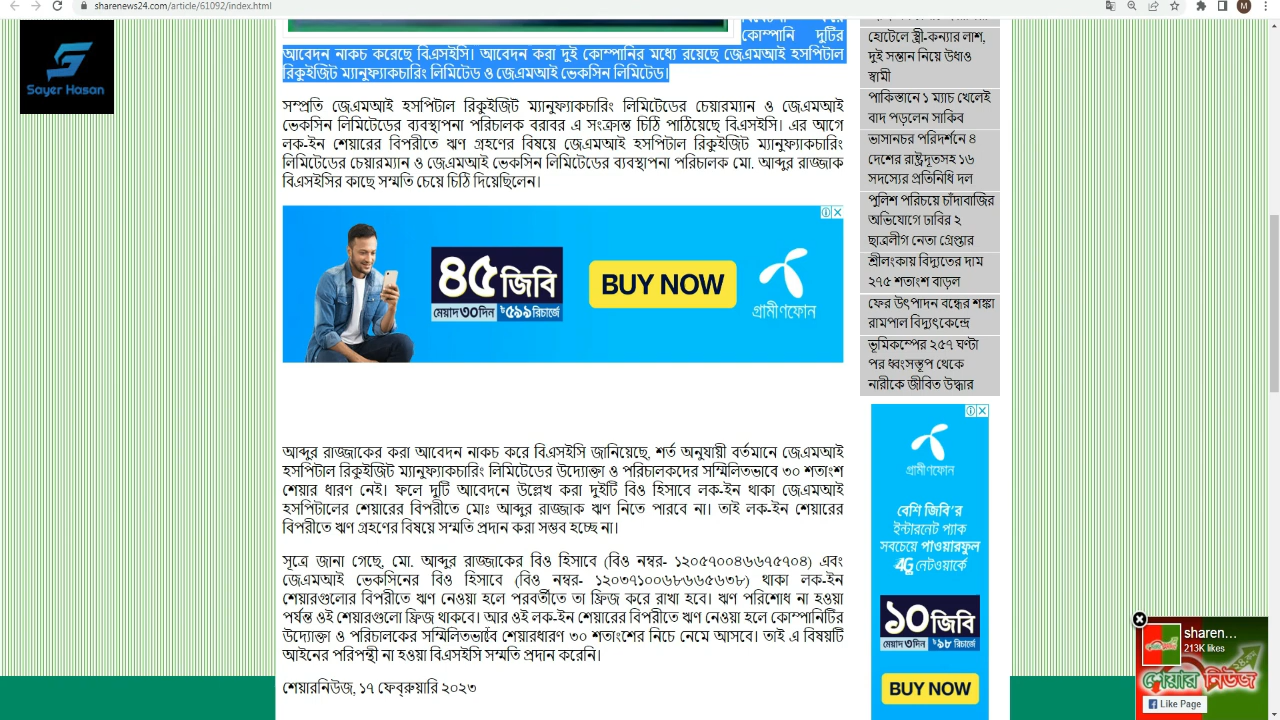 sharenews24.com/article/61092/index.html
M
Sayer Hasan
কোম্পানি দুটির
আবেদন নাকচ করেছে বিএসইসি। আবেদন করা দুই কোম্পানির মধ্যে রয়েছে জেএমআই হসপিটাল
রিকুইজিট ম্যানুফ্যাকচারিং লিমিটেড ও জেএমআই ভেকসিন লিমিটেড।
সম্প্রতি জেএমআই হসপিটাল রিকুইজিট ম্যানুফ্যাকচারিং লিমিটেডের চেয়ারম্যান ও জেএমআই
ভেকসিন লিমিটেডের ব্যবস্থাপনা পরিচালক বরাবর এ সংক্রান্ত চিঠি পাঠিয়েছে বিএসইসি। এর আগে
লক-ইন শেয়ারের বিপরীতে ঋণ গ্রহণের বিষয়ে জেএমআই হসপিটাল রিকুইজিট ম্যানুফ্যাকচারিং
লিমিটেডের চেয়ারম্যান ও জেএমআই ভেকসিন লিমিটেডের ব্যবস্থাপনা পরিচালক মো. আব্দুর রাজ্জাক
বিএসইসির কাছে সম্মতি চেয়ে চিঠি দিয়েছিলেন।
৪৫ জিবি
মেয়াদ ৩০দিন ৳৫৯৯ রিচার্জে
BUY NOW
গ্রামীণফোন
আব্দুর রাজ্জাকের করা আবেদন নাকচ করে বিএসইসি জানিয়েছে, শর্ত অনুযায়ী বর্তমানে জেএমআই
হসপিটাল রিকুইজিট ম্যানুফ্যাকচারিং লিমিটেডের উদ্যোক্তা ও পরিচালকদের সম্মিলিতভাবে ৩০ শতাংশ
শেয়ার ধারণ নেই। ফলে দুটি আবেদনে উল্লেখ করা দুইটি বিও হিসাবে লক-ইন থাকা জেএমআই
হসপিটালের শেয়ারের বিপরীতে মোঃ আব্দুর রাজ্জাক ঋণ নিতে পারবে না। তাই লক-ইন শেয়ারের
বিপরীতে ঋণ গ্রহণের বিষয়ে সম্মতি প্রদান করা সম্ভব হচ্ছে না।
সূত্রে জানা গেছে, মো. আব্দুর রাজ্জাকের বিও হিসাবে (বিও নম্বর- ১২০৫৭০০৪৬৬৭৫৭০৪) এবং
জেএমআই ভেকসিনের বিও হিসাবে (বিও নম্বর- ১২০৩৭১০০৬৮৬৬৫৬৩৮) থাকা লক-ইন
শেয়ারগুলোর বিপরীতে ঋণ নেওয়া হলে পরবর্তীতে তা ফ্রিজ করে রাখা হবে। ঋণ পরিশোধ না হওয়া
পর্যন্ত ওই শেয়ারগুলো ফ্রিজ থাকবে। আর ওই লক-ইন শেয়ারের বিপরীতে ঋণ নেওয়া হলে কোম্পানিটির
উদ্যোক্তা ও পরিচালকের সম্মিলিতভাবে শেয়ারধারণ ৩০ শতাংশের নিচে নেমে আসবে। তাই এ বিষয়টি
আইনের পরিপন্থী না হওয়া বিএসইসি সম্মতি প্রদান করেনি।
শেয়ারনিউজ, ১৭ ফেব্রুয়ারি ২০২৩
হোটেলে স্ত্রী-কন্যার লাশ,
দুই সন্তান নিয়ে উধাও
স্বামী
পাকিস্তানে ১ ম্যাচ খেলেই
বাদ পড়লেন সাকিব
ভাসানচর পরিদর্শনে ৪
দেশের রাষ্ট্রদূতসহ ১৬
সদস্যের প্রতিনিধি দল
পুলিশ পরিচয়ে চাঁদাবাজির
অভিযোগে ঢাবির ২
ছাত্রলীগ নেতা গ্রেপ্তার
শ্রীলংকায় বিদ্যুতের দাম
২৭৫ শতাংশ বাড়ল
ফের উৎপাদন বন্ধের শঙ্কা
রামপাল বিদ্যুৎকেন্দ্রে
ভূমিকম্পের ২৫৭ ঘণ্টা
পর ধ্বংসস্তূপ থেকে
নারীকে জীবিত উদ্ধার
গ্রামীণফোন
বেশি জিবি'র
ইন্টারনেট প্যাক
সবচেয়ে পাওয়ারফুল
4G নেটওয়ার্কে
১০ জিবি
মেয়াদ ৩দিন ৳৯৮ রিচার্জে
BUY NOW
sharen...
213K likes
শেয়ার নিউজ
Like Page